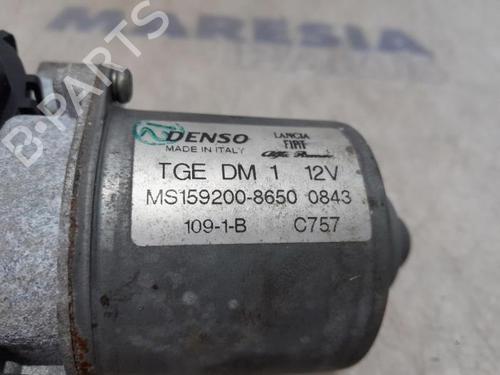 MARESIA
B-PARTS
DENSO
MADE IN ITALY
LANCIA
FIAT
Alfa Romeo
TGE DM 1 12V
MS159200-8650 0843
109-1-B C757